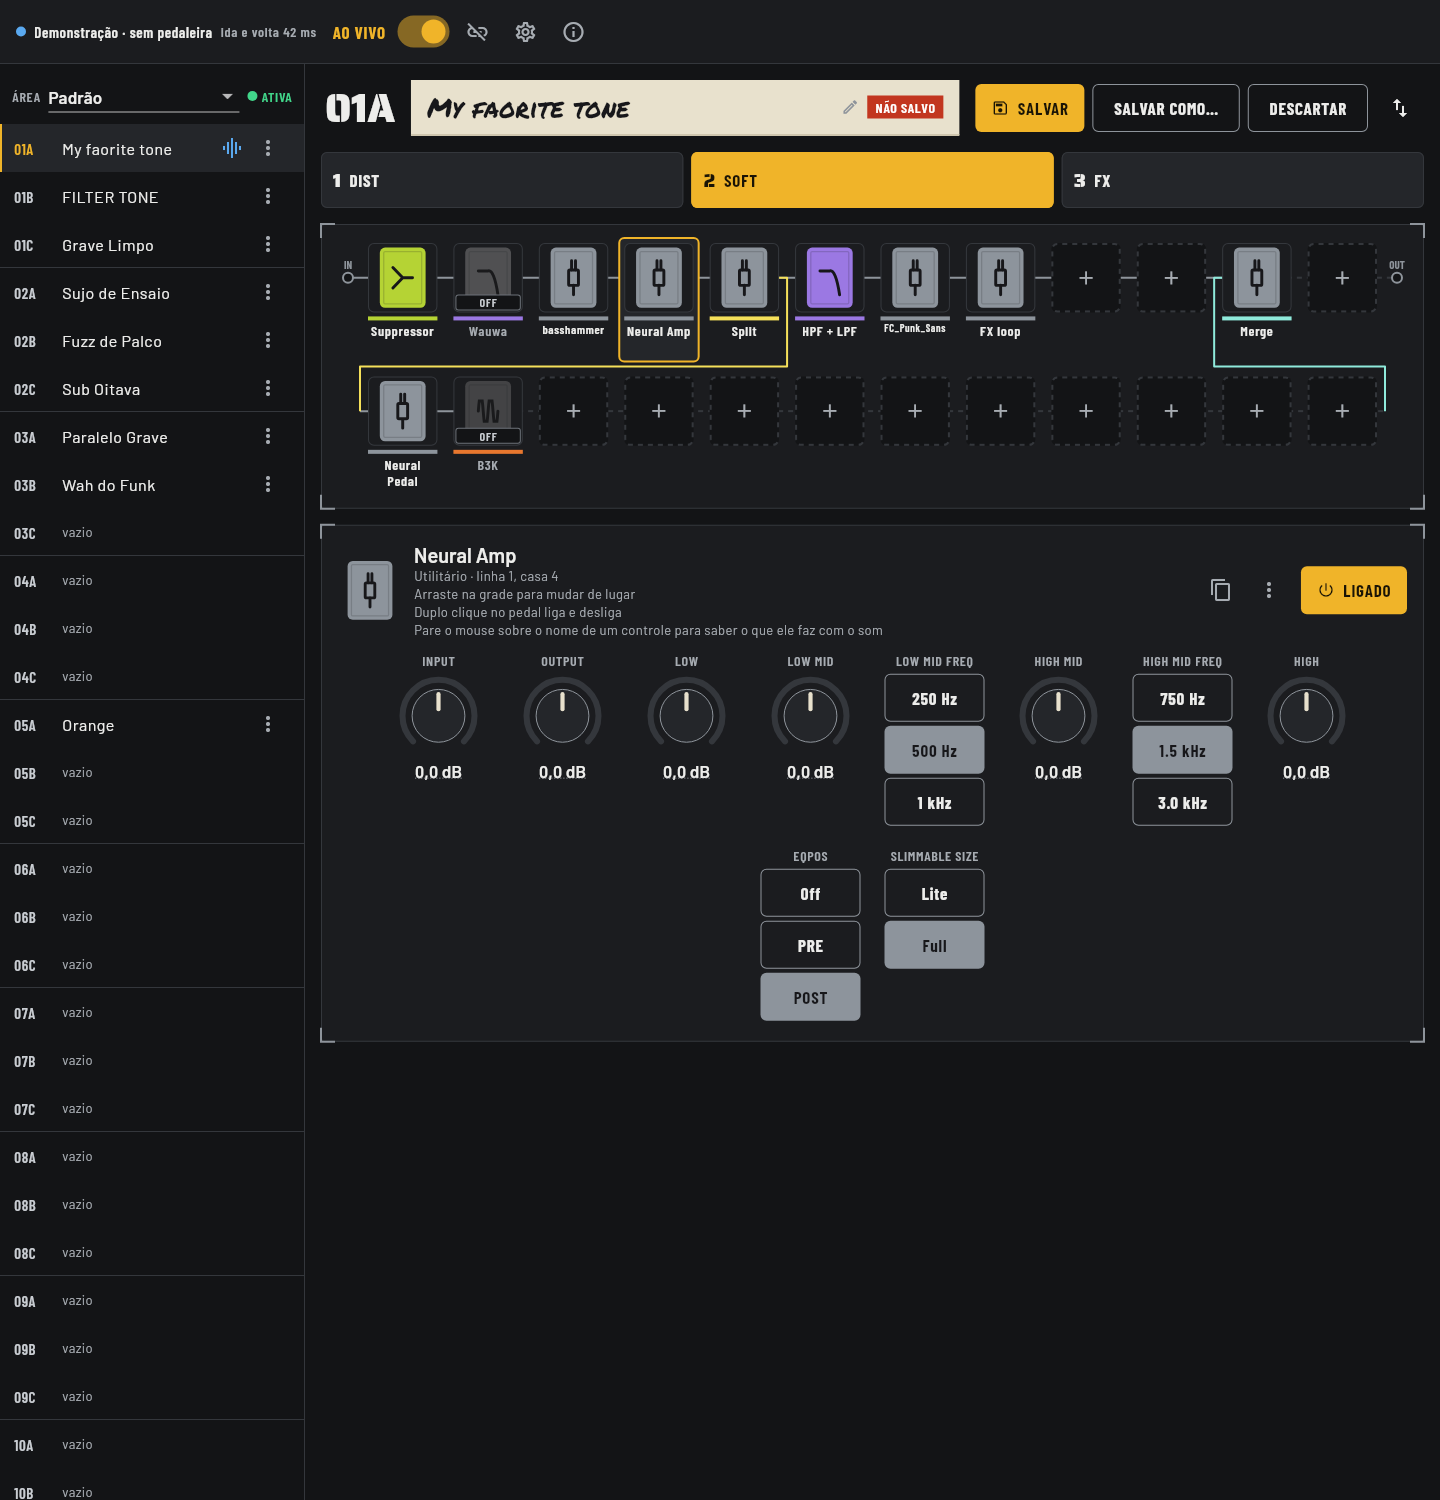 Demonstração · sem pedaleira Ida e volta 42 ms AO VIVO
ÁREA Padrão ATIVA
01A My faorite tone
01B FILTER TONE
01C Grave Limpo
02A Sujo de Ensaio
02B Fuzz de Palco
02C Sub Oitava
03A Paralelo Grave
03B Wah do Funk
03C vazio
04A vazio
04B vazio
04C vazio
05A Orange
05B vazio
05C vazio
06A vazio
06B vazio
06C vazio
07A vazio
07B vazio
07C vazio
08A vazio
08B vazio
08C vazio
09A vazio
09B vazio
09C vazio
10A vazio
10B vazio
01A My faorite tone NÃO SALVO SALVAR SALVAR COMO... DESCARTAR
1 DIST 2 SOFT 3 FX
IN OUT
OFF
Suppressor Wauwa basshammer Neural Amp Split HPF + LPF FC_Punk_Sans FX loop Merge
OFF
Neural Pedal B3K
Neural Amp
Utilitário · linha 1, casa 4
Arraste na grade para mudar de lugar
Duplo clique no pedal liga e desliga
Pare o mouse sobre o nome de um controle para saber o que ele faz com o som
LIGADO
INPUT OUTPUT LOW LOW MID LOW MID FREQ HIGH MID HIGH MID FREQ HIGH
250 Hz 750 Hz
500 Hz 1.5 kHz
0,0 dB 0,0 dB 0,0 dB 0,0 dB 0,0 dB 0,0 dB
1 kHz 3.0 kHz
EQPOS SLIMMABLE SIZE
Off Lite
PRE Full
POST